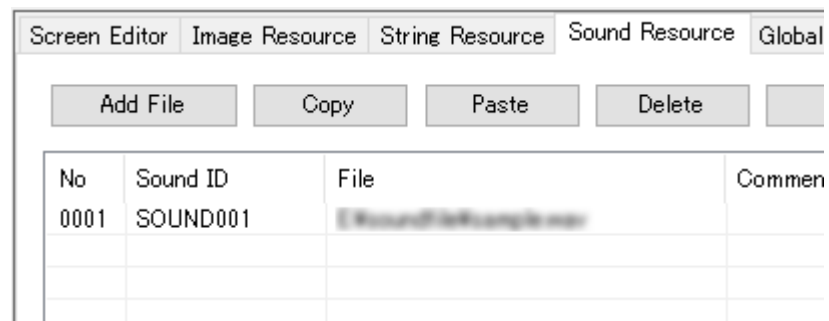 Screen Editor Image Resource String Resource Sound Resource Global
Add File Copy Paste Delete
No Sound ID File Commen
0001 SOUND001